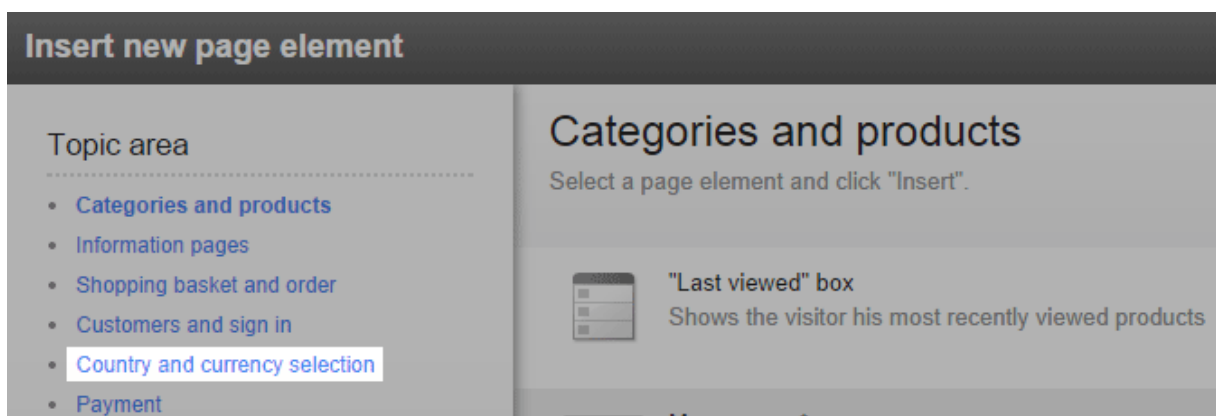 Insert new page element
Topic area
Categories and products
Information pages
Shopping basket and order
Customers and sign in
Country and currency selection
Payment
Categories and products
Select a page element and click "Insert".
"Last viewed" box
Shows the visitor his most recently viewed products